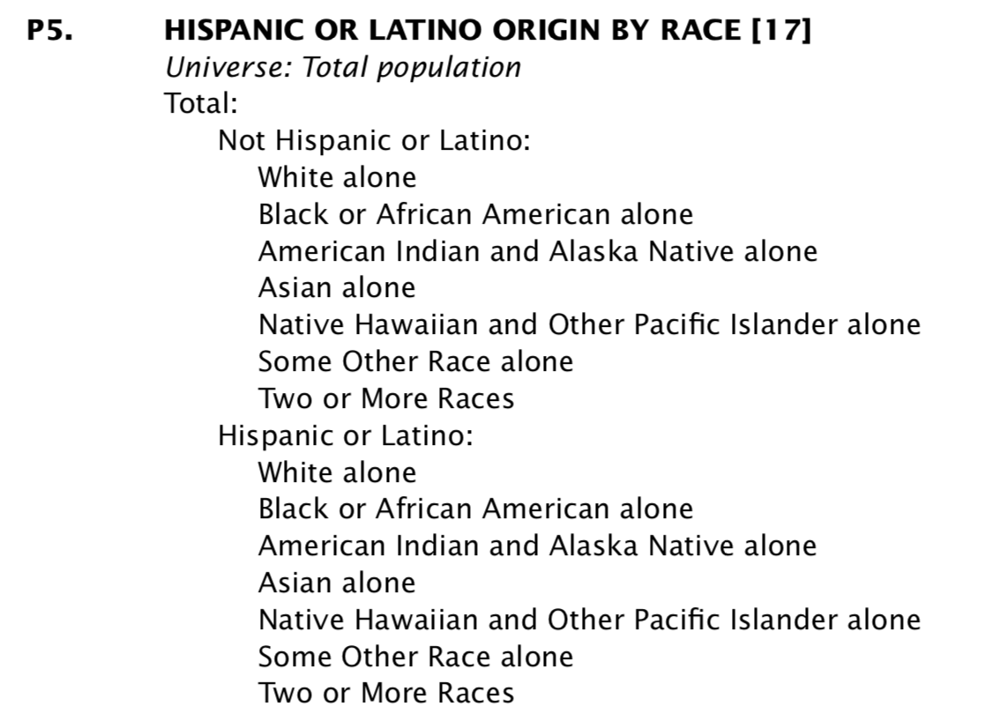 P5. HISPANIC OR LATINO ORIGIN BY RACE [17]
Universe: Total population
Total:
Not Hispanic or Latino:
White alone
Black or African American alone
American Indian and Alaska Native alone
Asian alone
Native Hawaiian and Other Pacific Islander alone
Some Other Race alone
Two or More Races
Hispanic or Latino:
White alone
Black or African American alone
American Indian and Alaska Native alone
Asian alone
Native Hawaiian and Other Pacific Islander alone
Some Other Race alone
Two or More Races